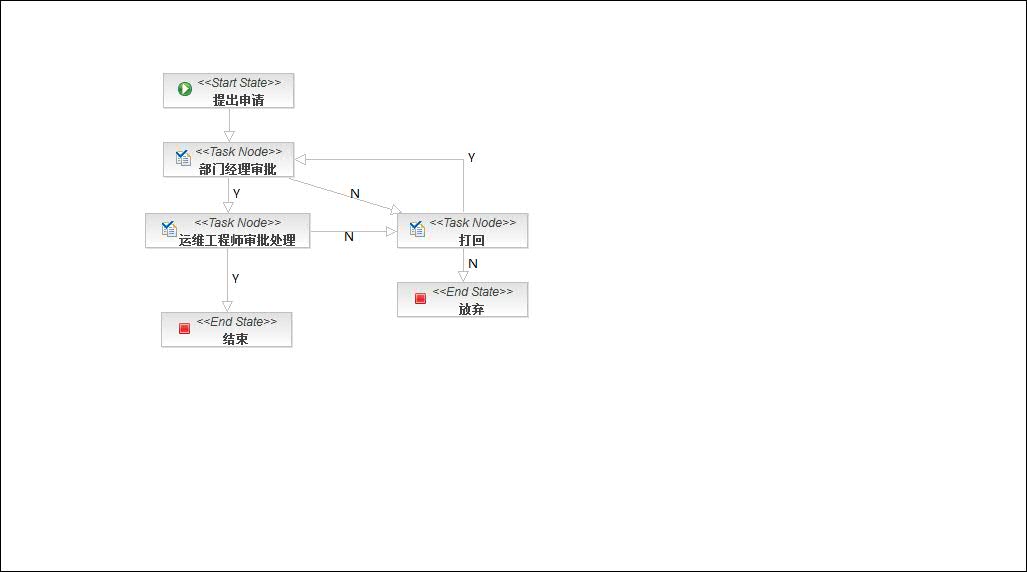 <<Start State>>
提出申请
<<Task Node>>
部门经理审批
Y
Y
N
<<Task Node>>
运维工程师审批处理
N
<<Task Node>>
打回
Y
N
<<End State>>
放弃
<<End State>>
结束